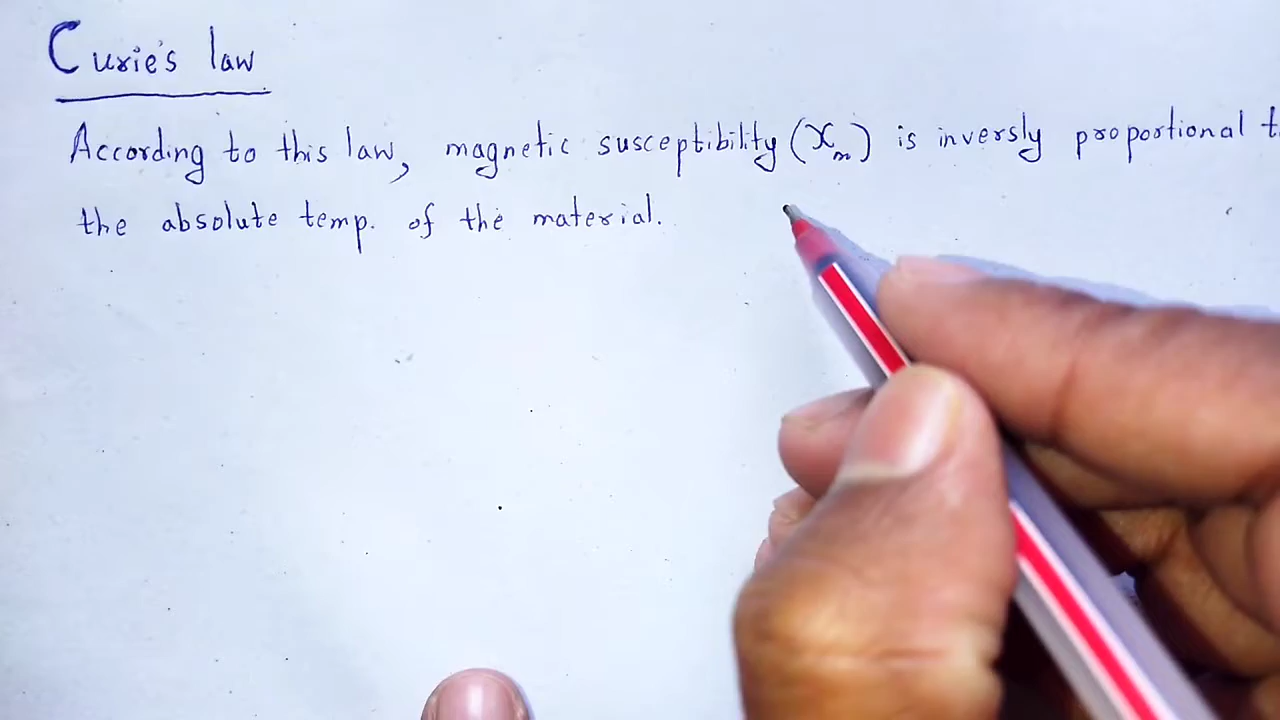 Curie's law
According to this law, magnetic susceptibility (χm) is inversly proportional t
the absolute temp. of the material.